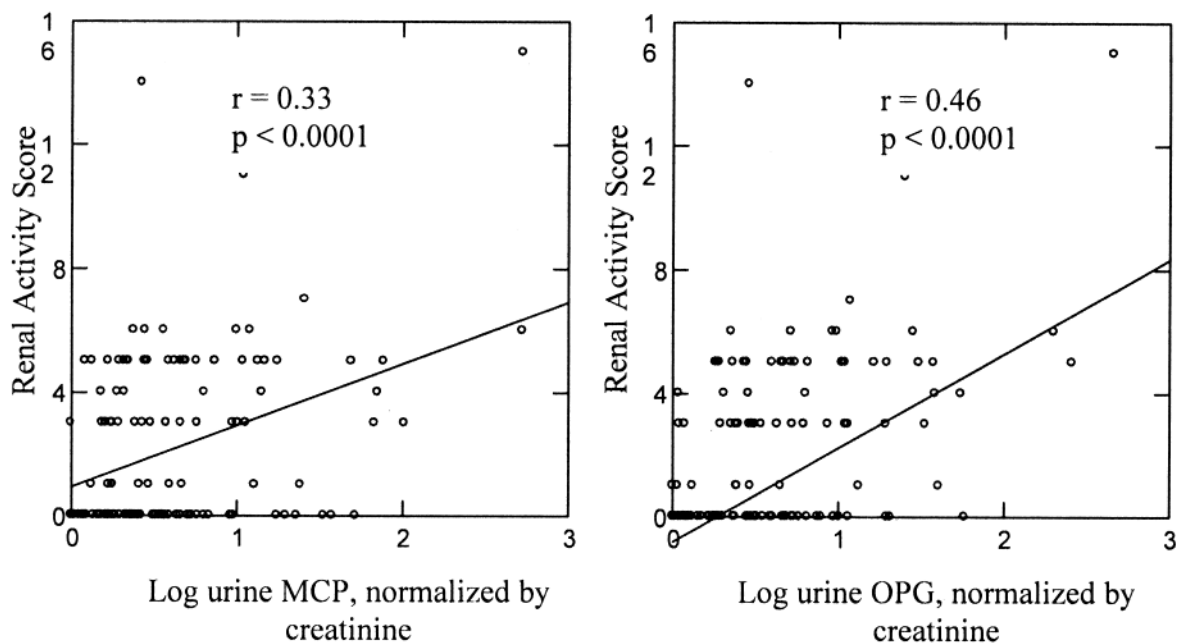 1
6
1
2
8
4
0
Renal Activity Score
r = 0.33
p < 0.0001
0 1 2 3
Log urine MCP, normalized by
creatinine
1
6
1
2
8
4
0
Renal Activity Score
r = 0.46
p < 0.0001
0 1 2 3
Log urine OPG, normalized by
creatinine